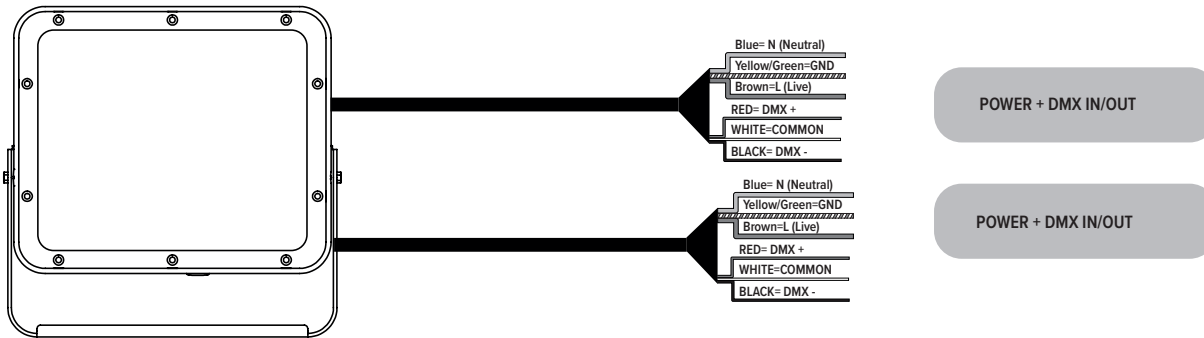 Blue= N (Neutral)
Yellow/Green=GND
Brown=L (Live)
RED= DMX +
WHITE=COMMON
BLACK= DMX -
POWER + DMX IN/OUT
Blue= N (Neutral)
Yellow/Green=GND
Brown=L (Live)
RED= DMX +
WHITE=COMMON
BLACK= DMX -
POWER + DMX IN/OUT